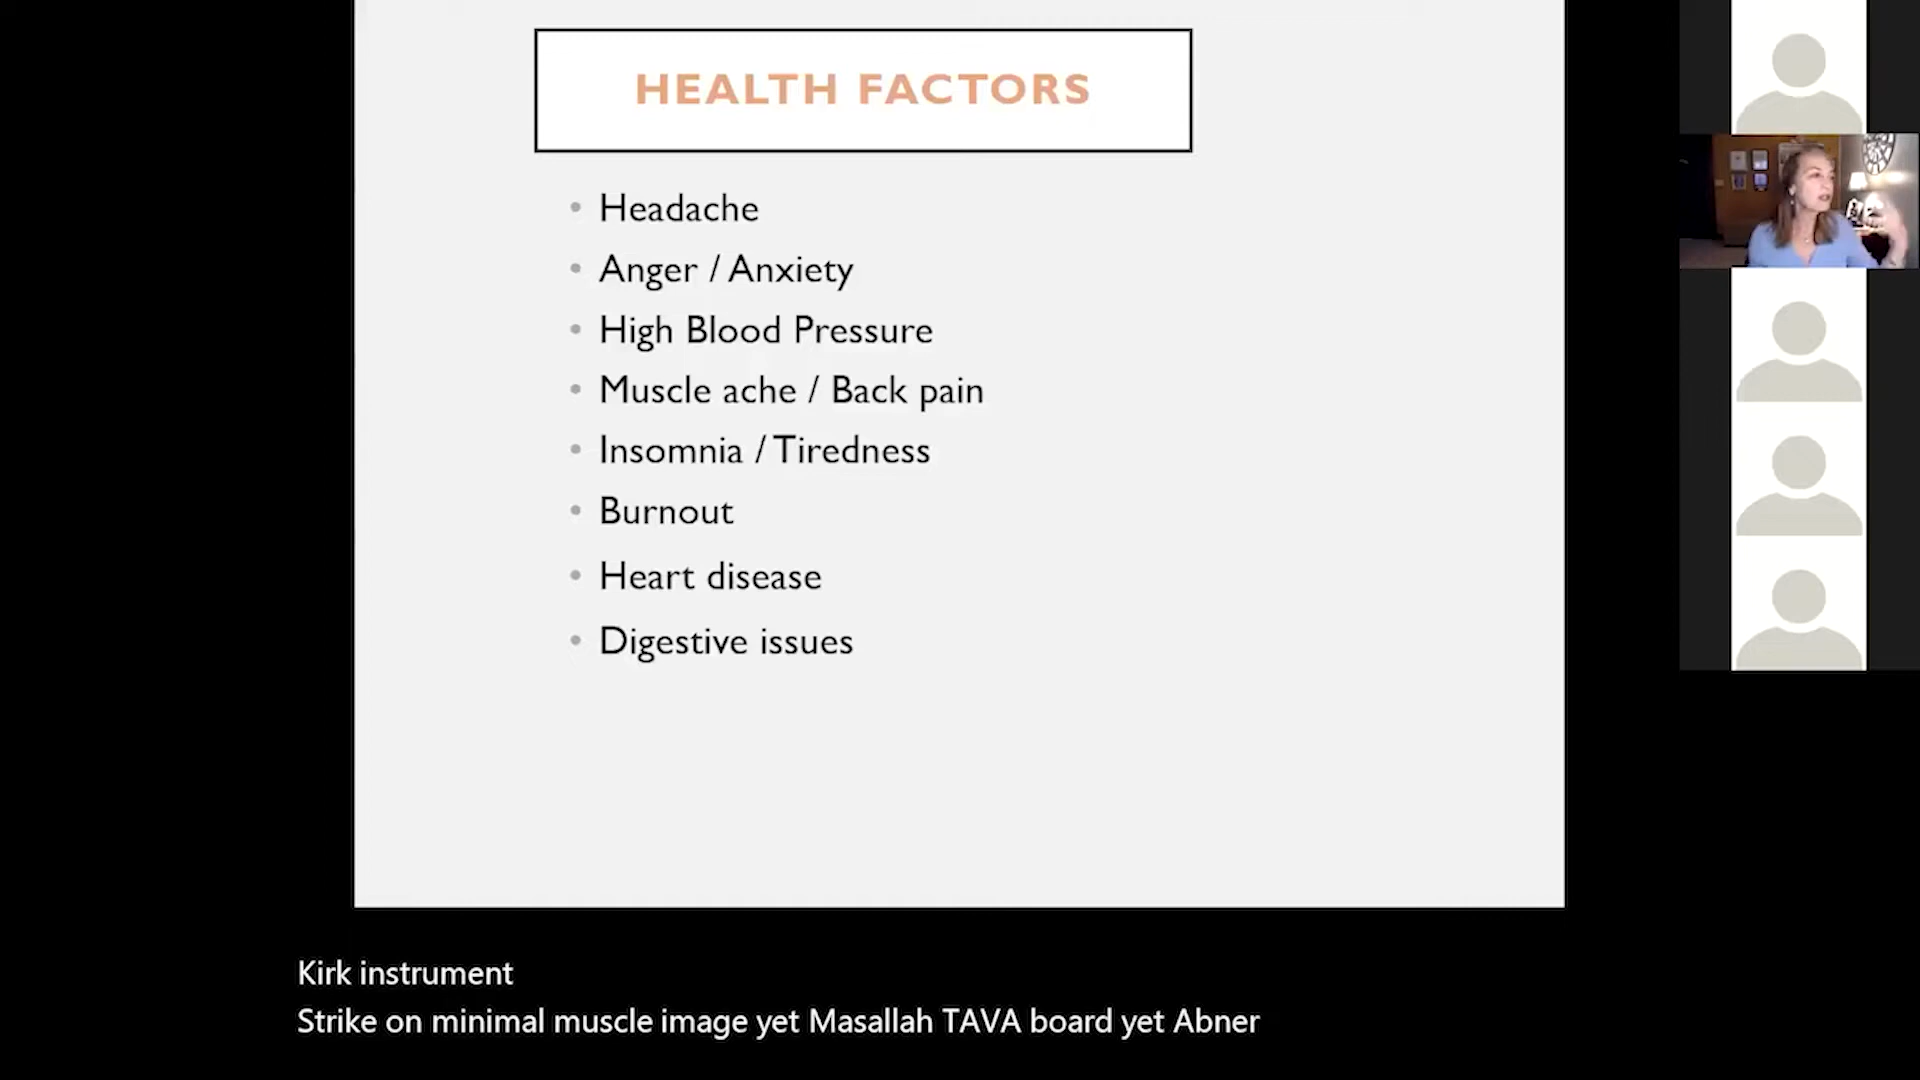 HEALTH FACTORS
• Headache
• Anger / Anxiety
• High Blood Pressure
• Muscle ache / Back pain
• Insomnia / Tiredness
• Burnout
• Heart disease
• Digestive issues
Kirk instrument
Strike on minimal muscle image yet Masallah TAVA board yet Abner